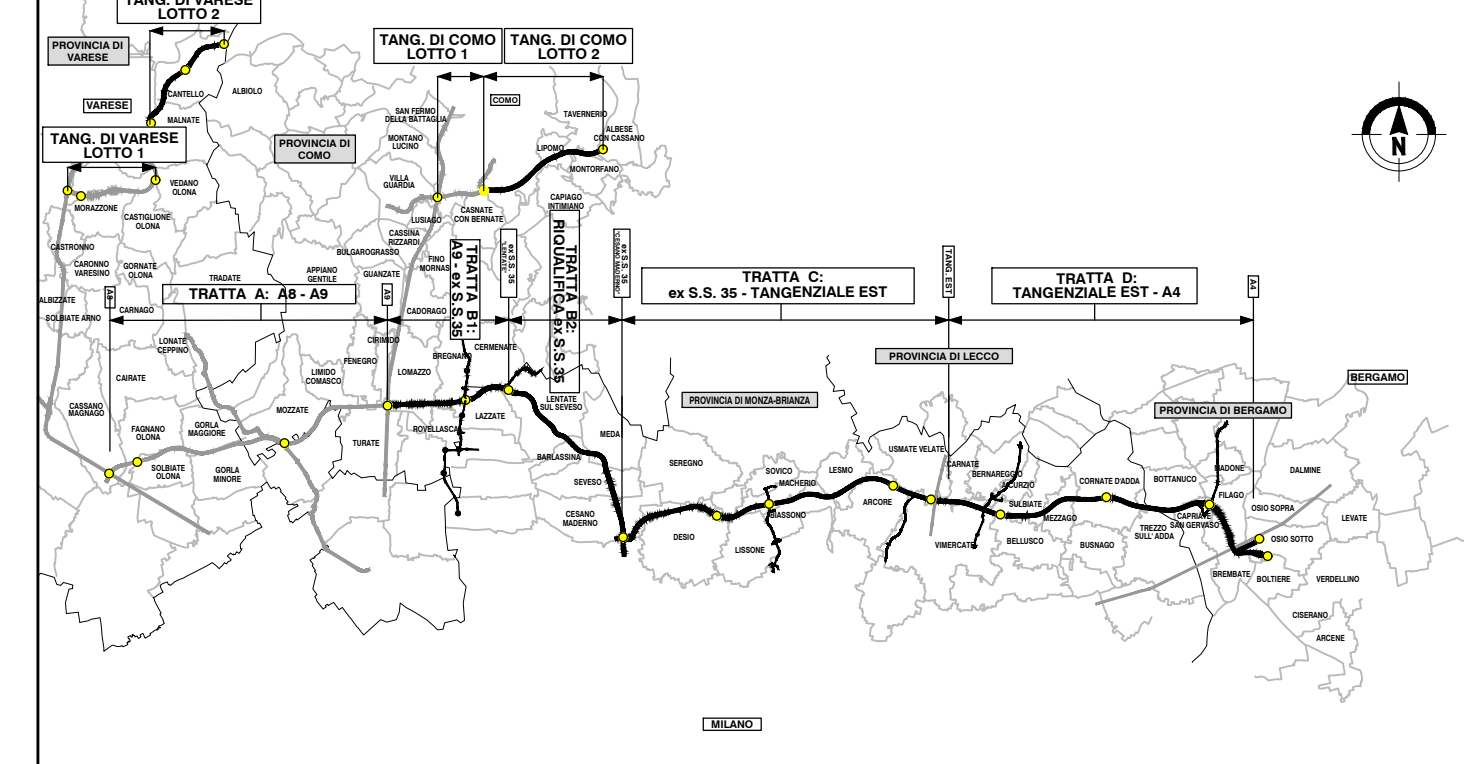 TANG. DI VARESE
LOTTO 2
PROVINCIA DI
VARESE
VARESE
CANTELLO
ALBIOLO
MALNATE
TANG. DI VARESE
LOTTO 1
TANG. DI COMO
LOTTO 1
TANG. DI COMO
LOTTO 2
COMO
PROVINCIA DI
COMO
SAN FERMO
DELLA BATTAGLIA
MONTANO
LUCINO
VILLA
GUARDIA
TAVERNERIO
ALBESE
CON CASSANO
LIPOMO
MONTORFANO
CAPIAGO
INTIMIANO
CASNATE
CON BERNATE
LUSIAGO
CASSINA
RIZZARDI
BULGAROGRASSO
FINO
MORNAS
GUANZATE
APPIANO
GENTILE
TRADATE
VEDANO
OLONA
MORAZZONE
CASTIGLIONE
OLONA
CASTRONNO
CARONNO
VARESINO
GORNATE
OLONA
ALBIZZATE
SOLBIATE ARNO
CARNAGO
A8
TRATTA A: A8 - A9
A9
TRATTA B1:
A9 - ex S.S.35
ex S.S. 35
"LENTATE"
TRATTA B2:
RIQUALIFICA ex S.S.35
ex S.S. 35
"CESANO MADERNO"
TRATTA C:
ex S.S. 35 - TANGENZIALE EST
TANG. EST
TRATTA D:
TANGENZIALE EST - A4
A4
N
CADORAGO
CIRIMIDO
CERMENATE
BREGNANO
LOMAZZO
FENEGRO
LIMIDO
COMASCO
LONATE
CEPPINO
CAIRATE
MOZZATE
CASSANO
MAGNAGO
FAGNANO
OLONA
GORLA
MAGGIORE
SOLBIATE
OLONA
GORLA
MINORE
TURATE
ROVELLASCA
LAZZATE
LENTATE
SUL SEVESO
MEDA
BARLASSINA
SEVESO
CESANO
MADERNO
PROVINCIA DI MONZA-BRIANZA
PROVINCIA DI LECCO
PROVINCIA DI BERGAMO
BERGAMO
SEREGNO
SOVICO
MACHERIO
BIASSONO
LESMO
DESIO
LISSONE
ARCORE
USMATE VELATE
CARNATE
BERNAREGGIO
AICURZIO
SULBIATE
MEZZAGO
VIMERCATE
BELLUSCO
CORNATE D'ADDA
BUSNAGO
TREZZO
SULL' ADDA
BOTTANUCO
MADONE
FILAGO
CAPRIATE
SAN GERVASO
DALMINE
OSIO SOPRA
LEVATE
OSIO SOTTO
BREMBATE
BOLTIERE
VERDELLINO
CISERANO
ARCENE
MILANO